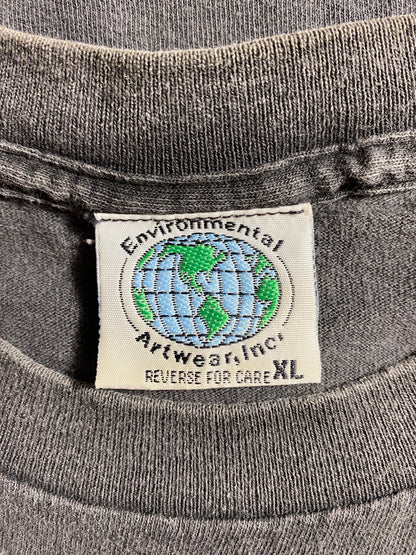 Environmental
Artwear, Inc.
REVERSE FOR CARE XL